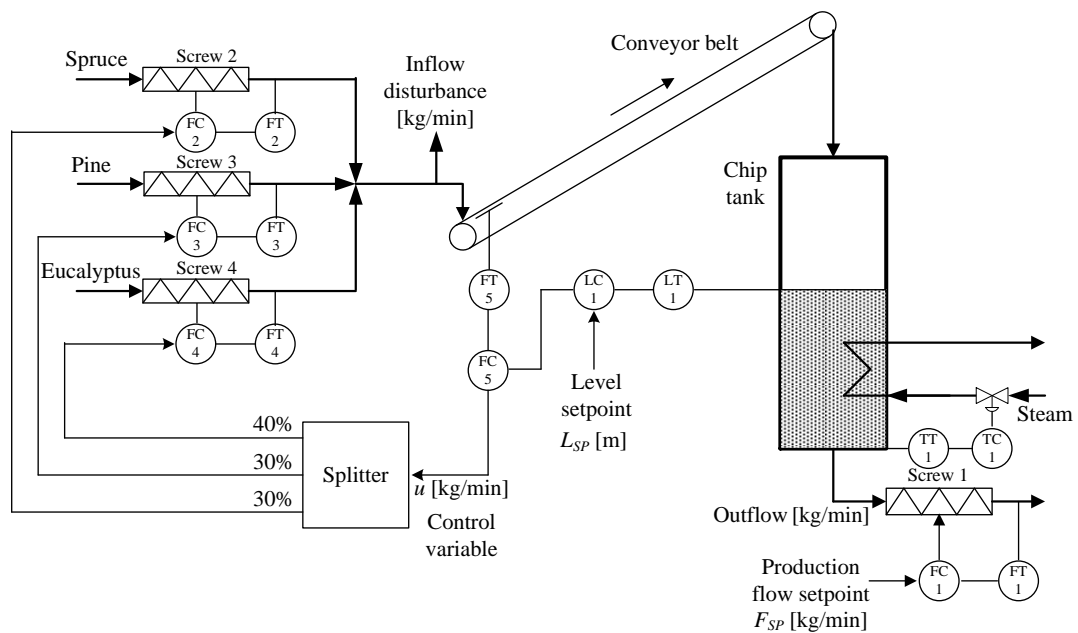 Spruce
Screw 2
FC
2
FT
2
Pine
Screw 3
FC
3
FT
3
Eucalyptus
Screw 4
FC
4
FT
4
Inflow
disturbance
[kg/min]
Conveyor belt
Chip
tank
FT
5
LC
1
LT
1
FC
5
Level
setpoint
L_SP [m]
Steam
TT
1
TC
1
40%
30%
30%
Splitter
u [kg/min]
Control
variable
Screw 1
Outflow [kg/min]
Production
flow setpoint
F_SP [kg/min]
FC
1
FT
1